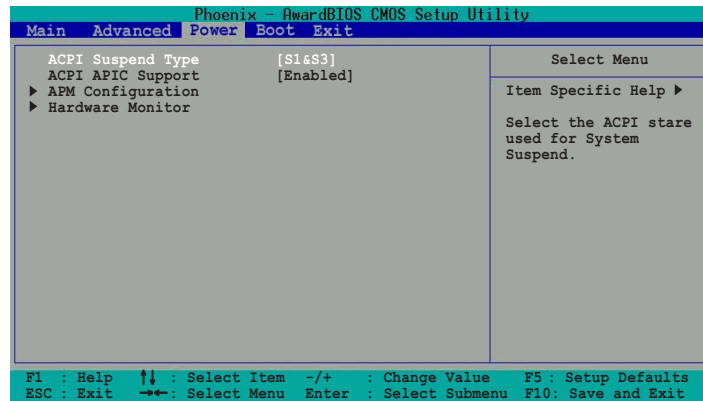 Phoenix - AwardBIOS CMOS Setup Utility
Main Advanced Power Boot Exit
ACPI Suspend Type [S1&S3]
ACPI APIC Support [Enabled]
▶ APM Configuration
▶ Hardware Monitor
Select Menu
Item Specific Help ▶
Select the ACPI stare
used for System
Suspend.
F1 : Help ↑↓ : Select Item -/+ : Change Value F5 : Setup Defaults
ESC : Exit →← : Select Menu Enter : Select Submenu F10: Save and Exit